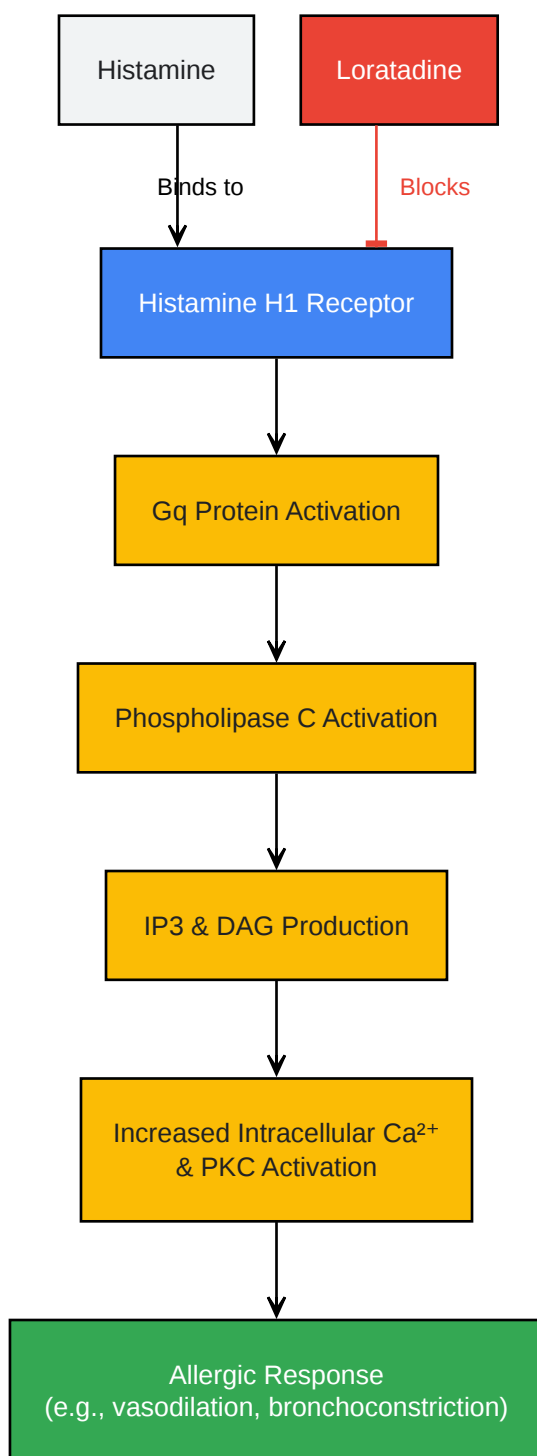 Histamine
Loratadine
Binds to
Blocks
Histamine H1 Receptor
Gq Protein Activation
Phospholipase C Activation
IP3 & DAG Production
Increased Intracellular Ca²⁺
& PKC Activation
Allergic Response
(e.g., vasodilation, bronchoconstriction)